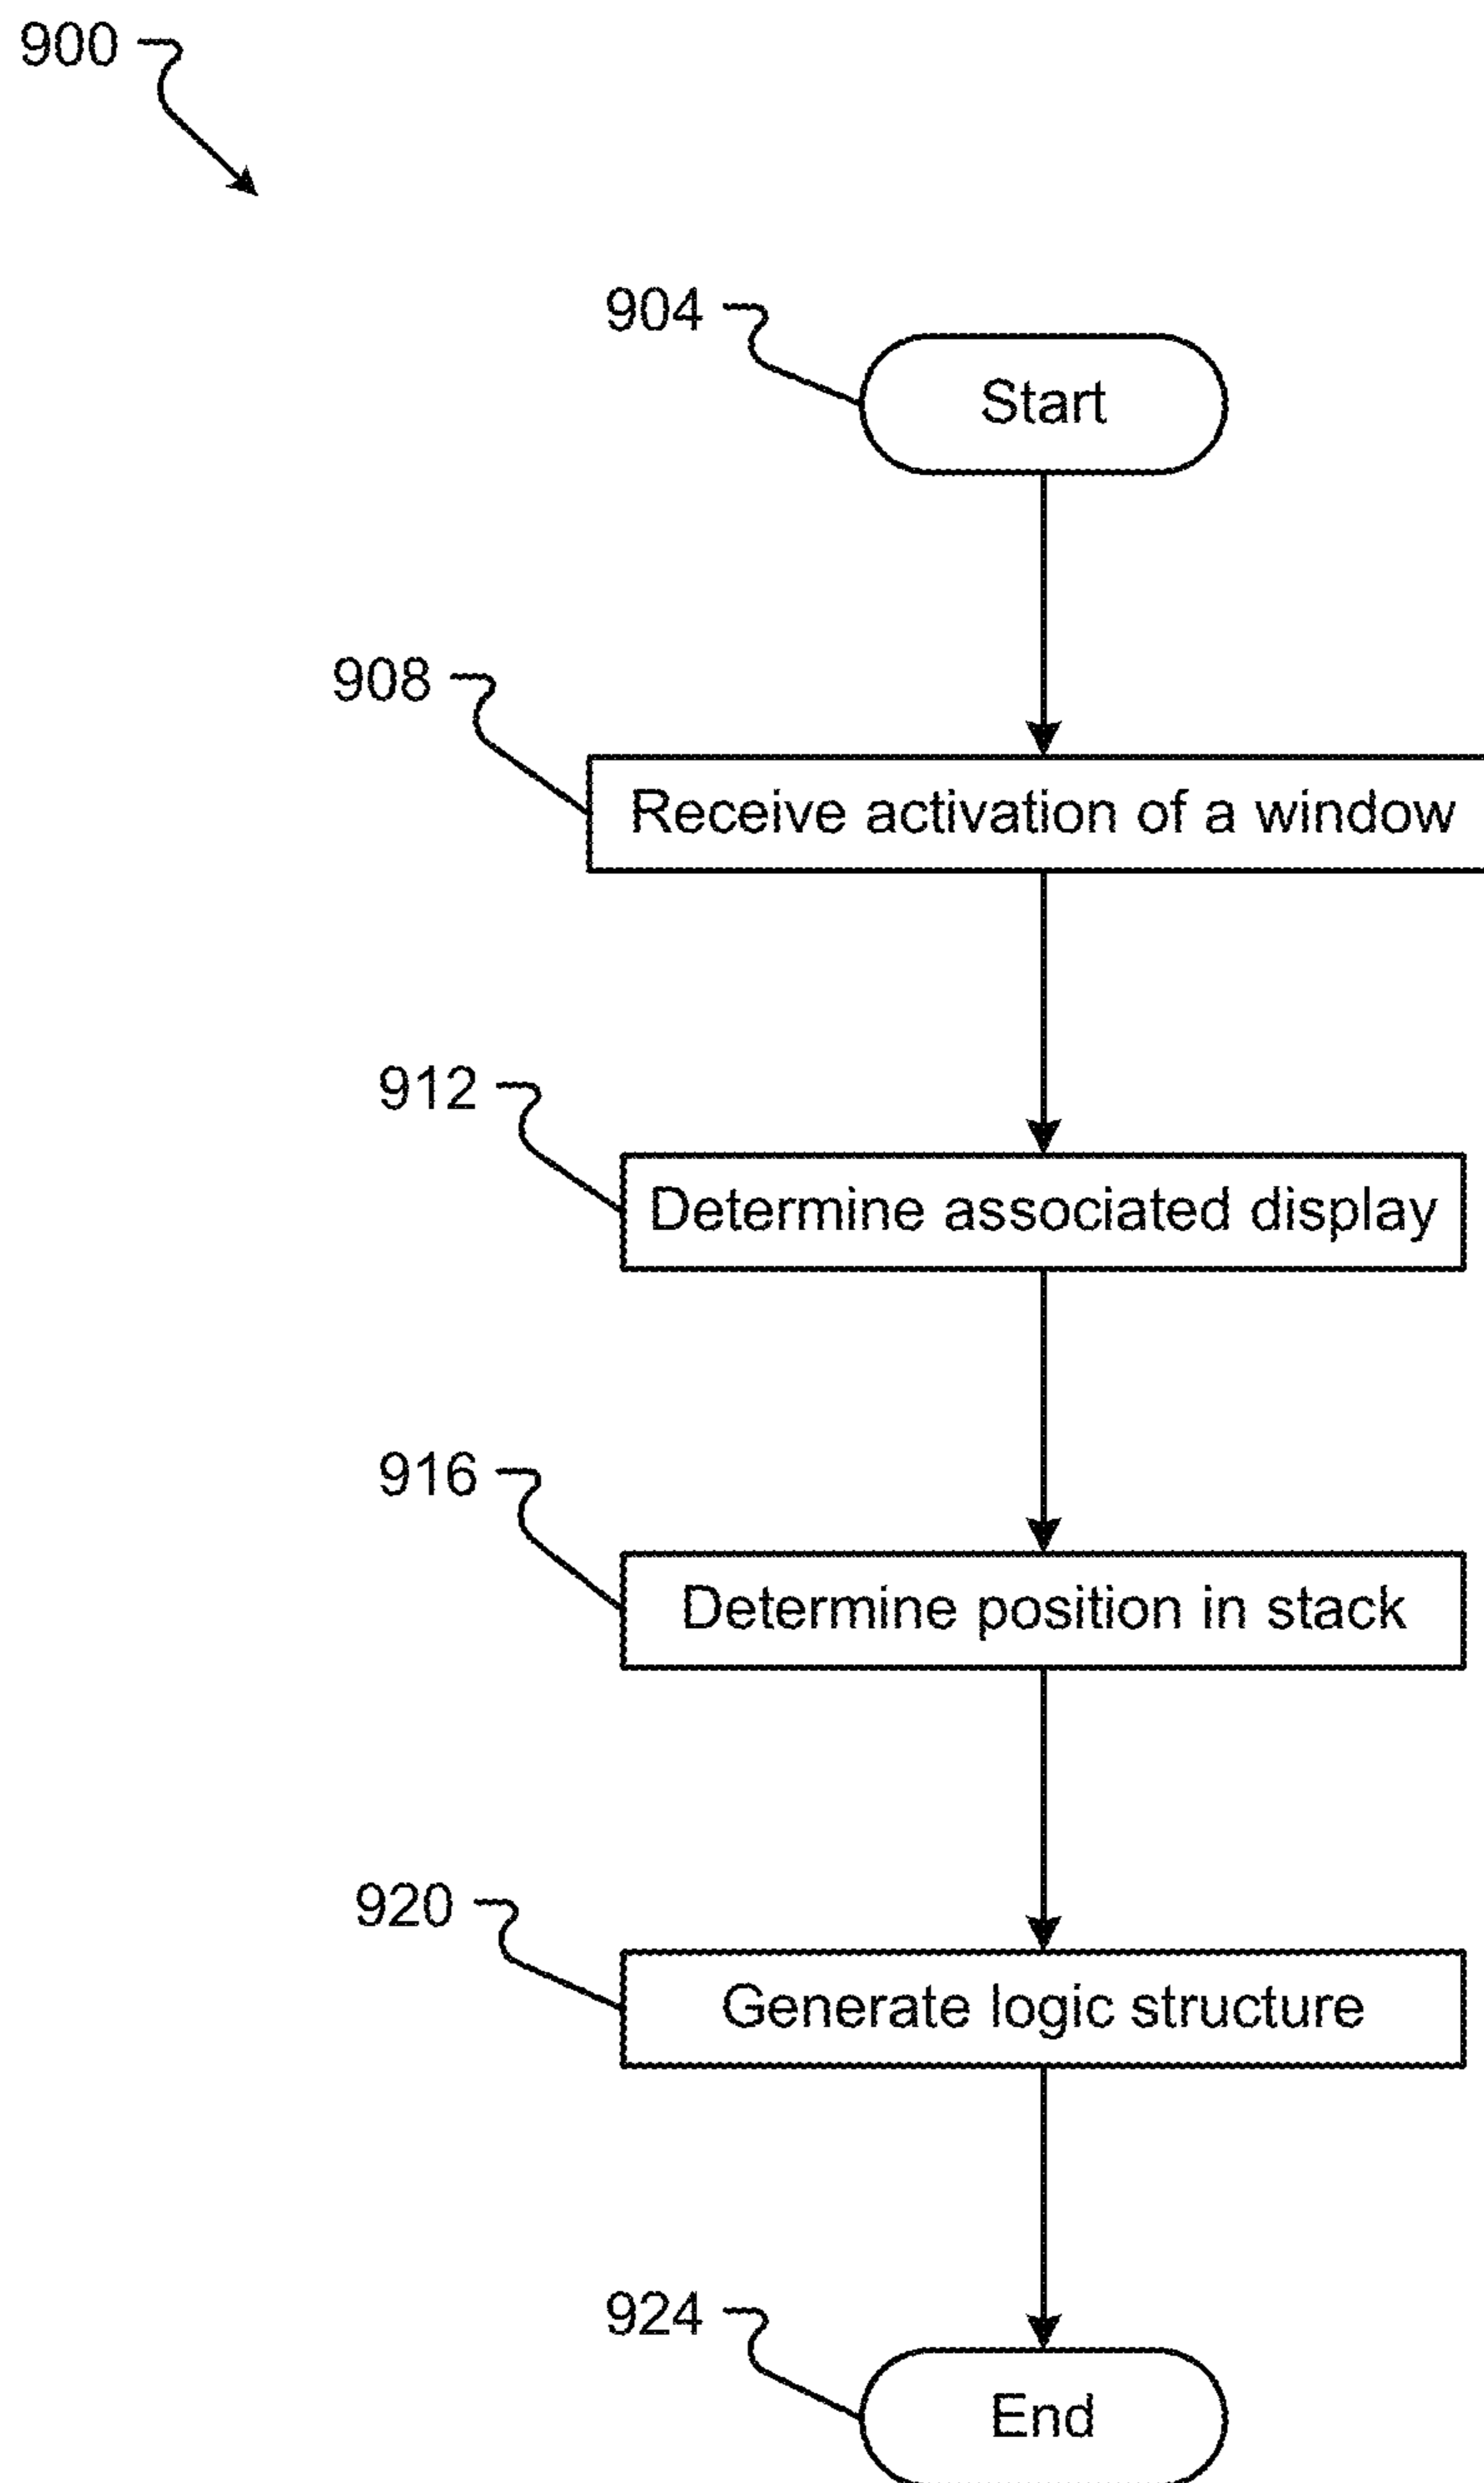 900
904
Start
908
Receive activation of a window
912
Determine associated display
916
Determine position in stack
920
Generate logic structure
924
End